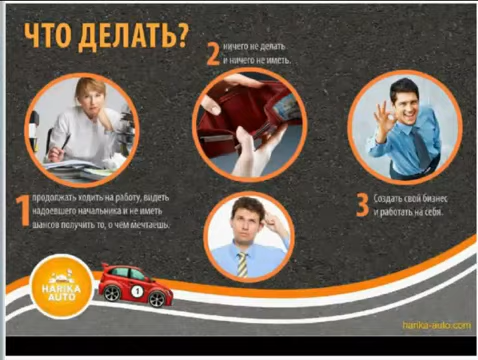 ЧТО ДЕЛАТЬ?
2 ничего не делать
и ничего не иметь.
1 продолжать ходить на работу, видеть
надоевшего начальника и не иметь
шансов получить то, о чём мечтаешь.
3 Создать свой бизнес
и работать на себя.
HARIKA
AUTO
1
harika-auto.com